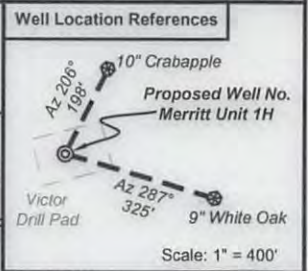 Well Location References
10" Crabapple
Az 206°
198'
Proposed Well No.
Merritt Unit 1H
Az 287°
325'
Victor
Drill Pad
9" White Oak
Scale: 1" = 400'